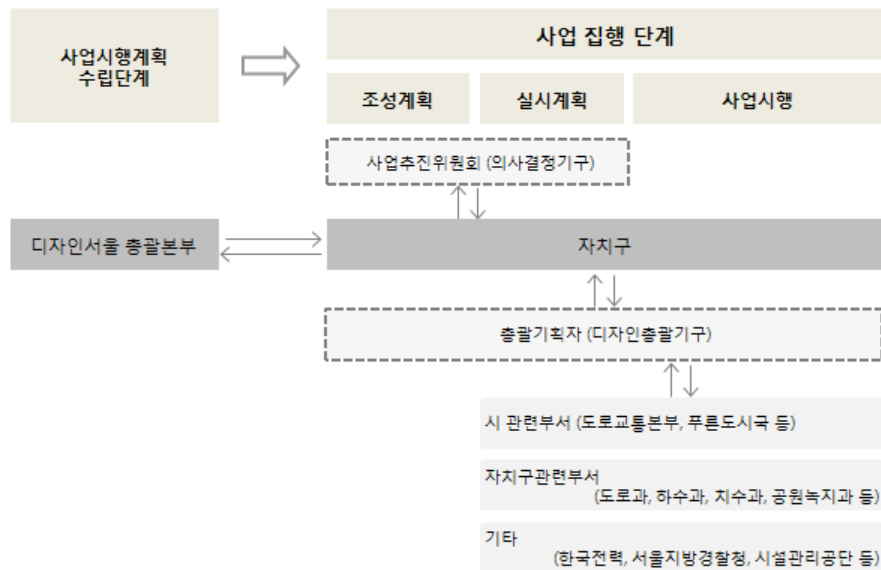 사업시행계획
수립단계
사업 집행 단계
조성계획
실시계획
사업시행
사업추진위원회 (의사결정기구)
디자인서울 총괄본부
자치구
총괄기획자 (디자인총괄기구)
시 관련부서 (도로교통본부, 푸른도시국 등)
자치구관련부서
(도로과, 하수과, 치수과, 공원녹지과 등)
기타
(한국전력, 서울지방경찰청, 시설관리공단 등)